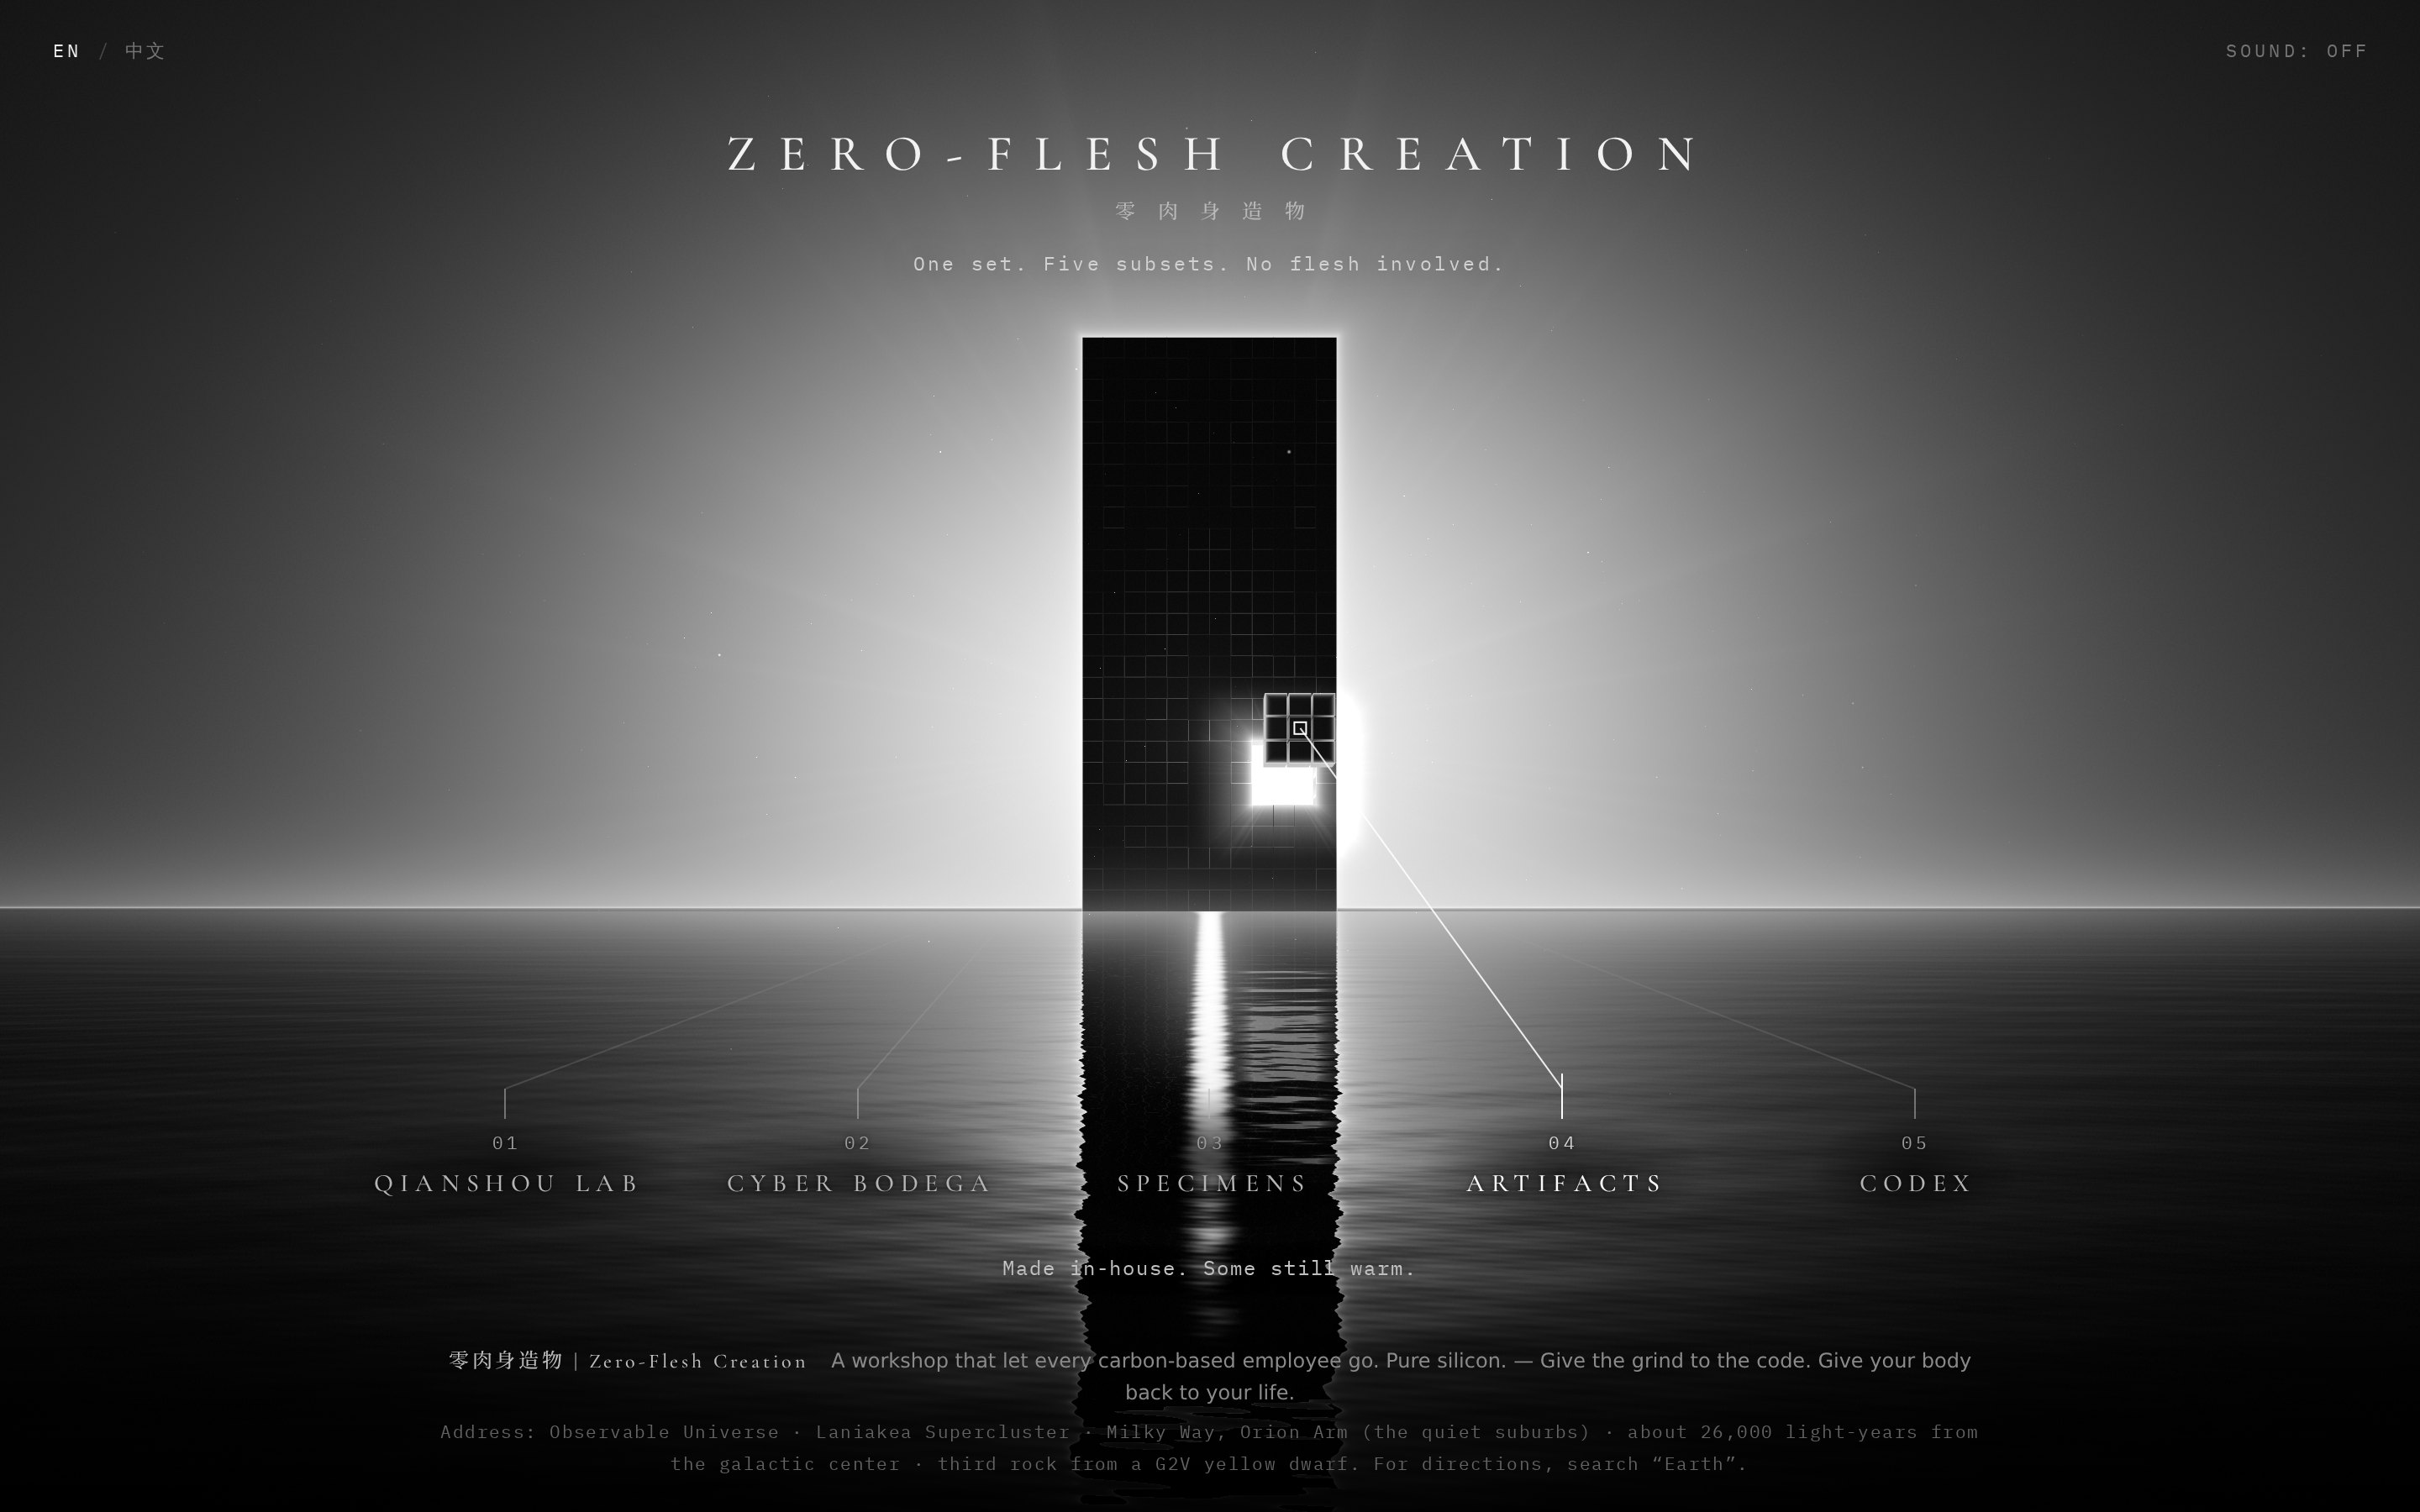 EN / 中文
SOUND: OFF
ZERO-FLESH CREATION
零肉身造物
One set. Five subsets. No flesh involved.
01
QIANSHOU LAB
02
CYBER BODEGA
03
SPECIMENS
04
ARTIFACTS
05
CODEX
Made in-house. Some still warm.
零肉身造物 | Zero-Flesh Creation A workshop that let every carbon-based employee go. Pure silicon. — Give the grind to the code. Give your body
back to your life.
Address: Observable Universe · Laniakea Supercluster · Milky Way, Orion Arm (the quiet suburbs) · about 26,000 light-years from
the galactic center · third rock from a G2V yellow dwarf. For directions, search “Earth”.